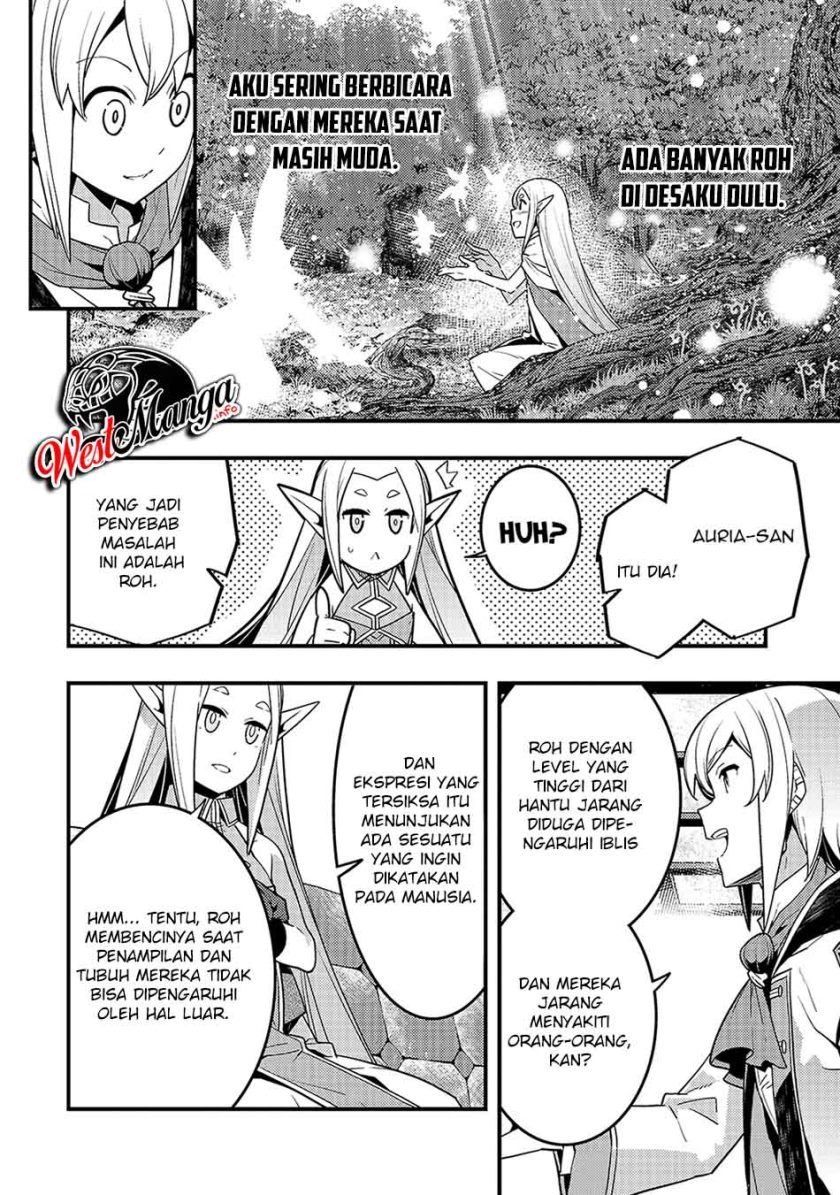 ADA BANYAK ROH
DI DESAKU DULU.
AKU SERING BERBICARA
DENGAN MEREKA SAAT
MASIH MUDA.
WestManga
.info
AURIA-SAN
ITU DIA!
HUH?
YANG JADI
PENYEBAB
MASALAH
INI ADALAH
ROH.
ROH DENGAN
LEVEL YANG
TINGGI DARI
HANTU JARANG
DIDUGA DIPE-
NGARUHI IBLIS
DAN MEREKA
JARANG
MENYAKITI
ORANG-ORANG,
KAN?
DAN
EKSPRESI YANG
TERSIKSA ITU
MENUNJUKAN
ADA SESUATU
YANG INGIN
DIKATAKAN
PADA MANUSIA.
HMM... TENTU, ROH
MEMBENCINYA SAAT
PENAMPILAN DAN
TUBUH MEREKA TIDAK
BISA DIPENGARUHI
OLEH HAL LUAR.